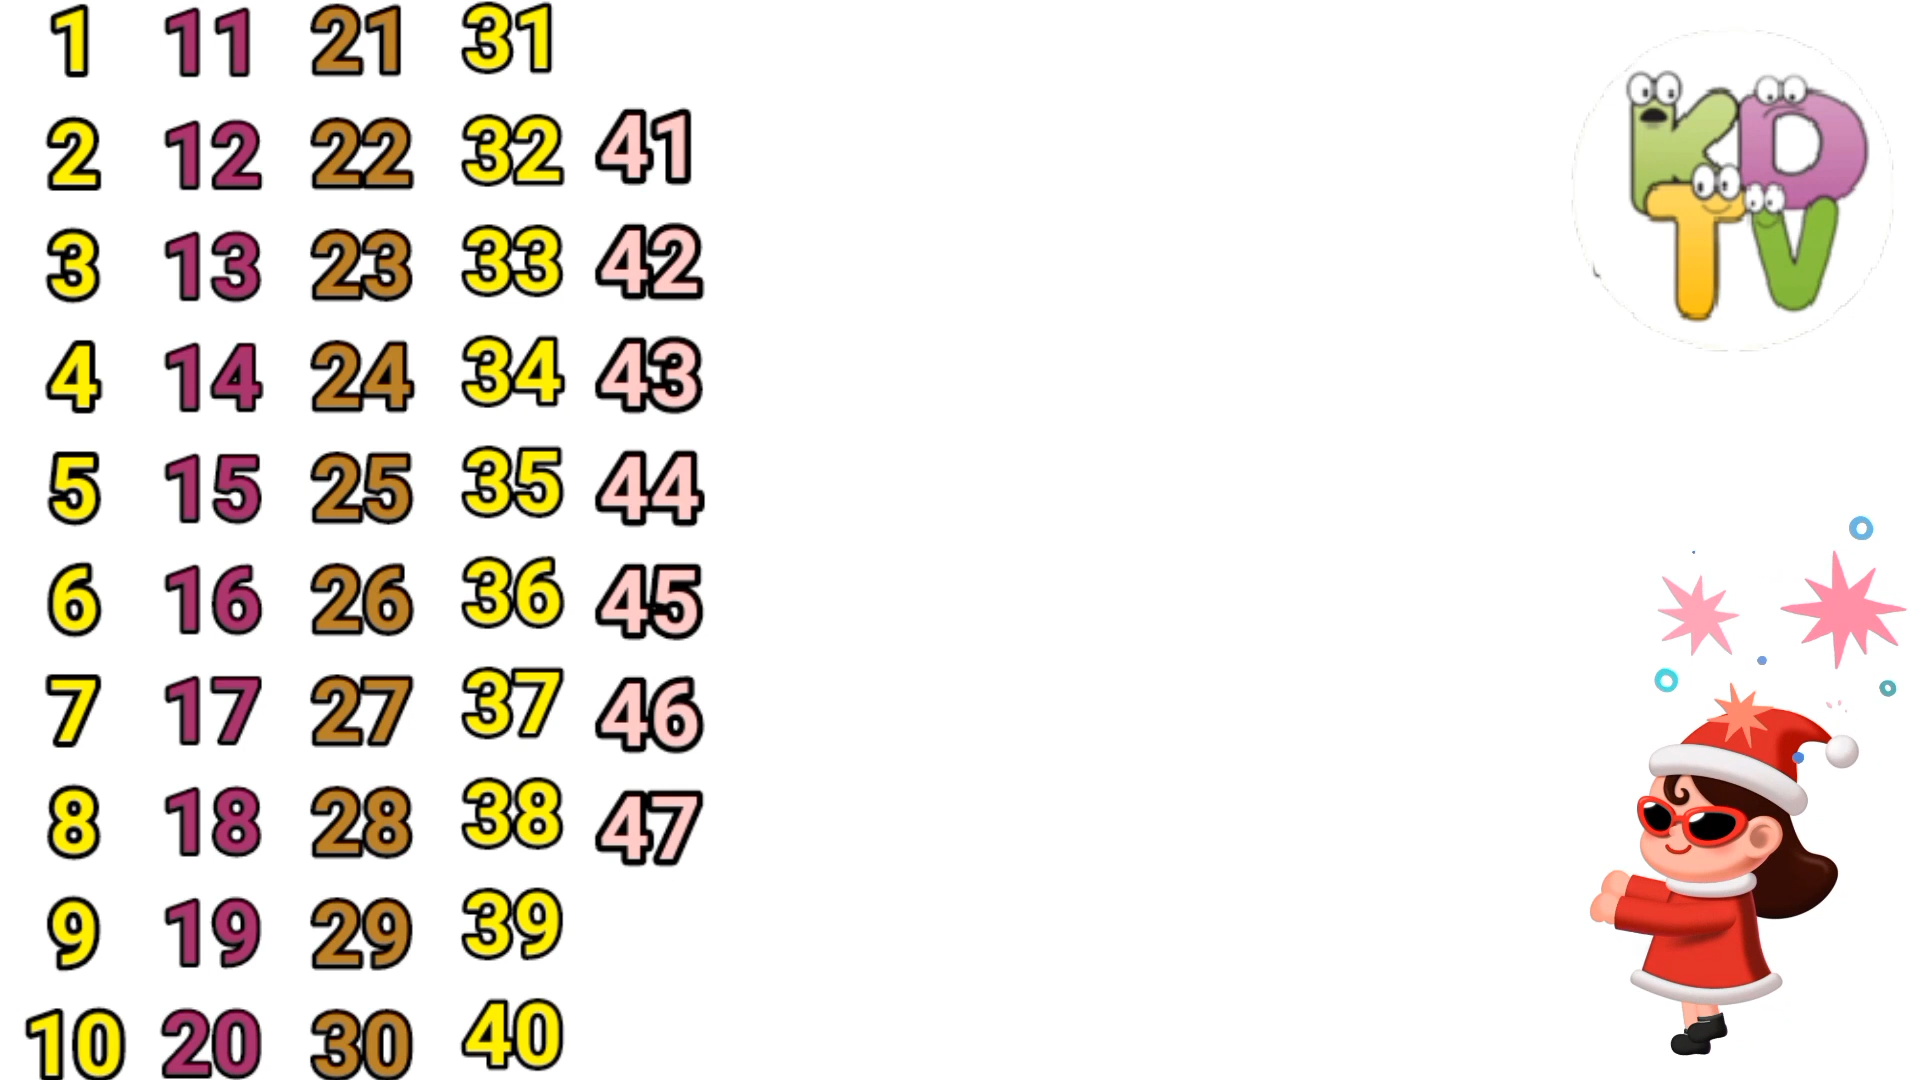 1 11 21 31
2 12 22 32 41
3 13 23 33 42
4 14 24 34 43
5 15 25 35 44
6 16 26 36 45
7 17 27 37 46
8 18 28 38 47
9 19 29 39
10 20 30 40
KD
TV